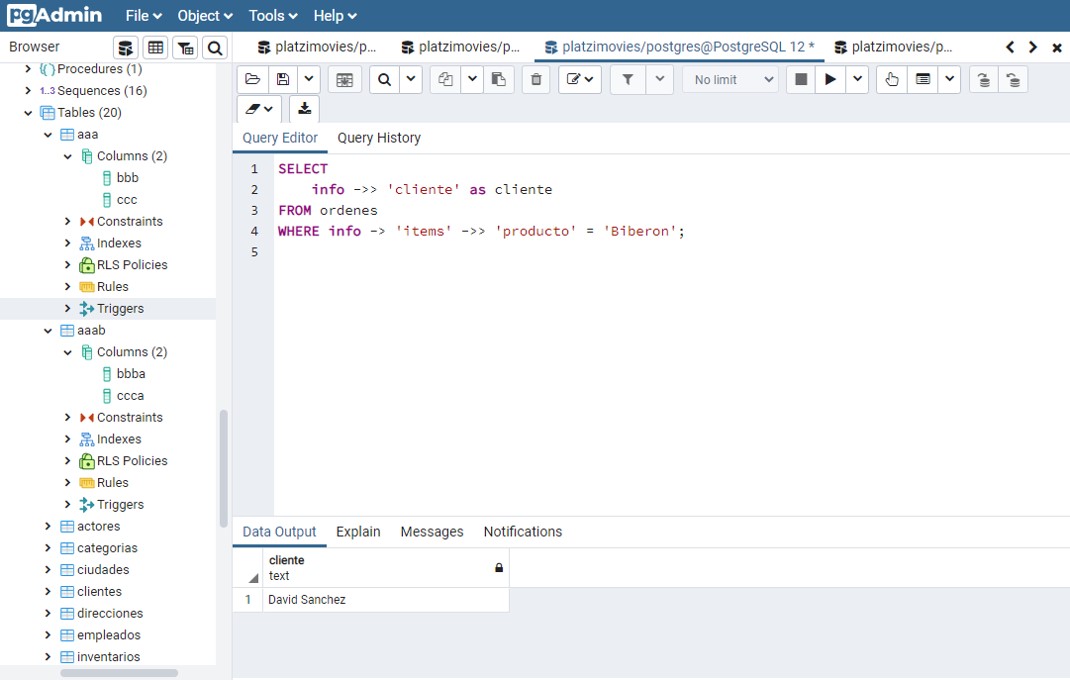 pgAdmin File Object Tools Help
Browser
platzimovies/p... platzimovies/p... platzimovies/postgres@PostgreSQL 12 * platzimovies/p...
No limit
Query Editor Query History
1 SELECT
2 info ->> 'cliente' as cliente
3 FROM ordenes
4 WHERE info -> 'items' ->> 'producto' = 'Biberon';
5
Procedures (1)
1.3 Sequences (16)
Tables (20)
aaa
Columns (2)
bbb
ccc
Constraints
Indexes
RLS Policies
Rules
Triggers
aaab
Columns (2)
bbba
ccca
Constraints
Indexes
RLS Policies
Rules
Triggers
actores
categorias
ciudades
clientes
direcciones
empleados
inventarios
Data Output Explain Messages Notifications
cliente
text
1 David Sanchez